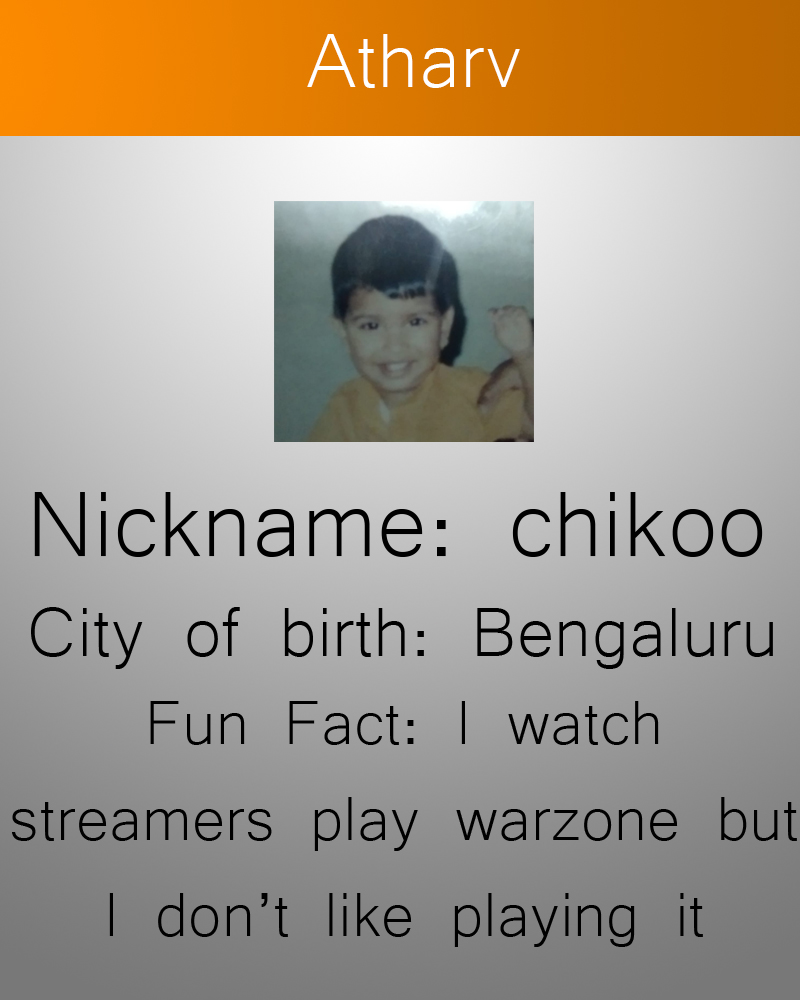 Atharv
Nickname: chikoo
City of birth: Bengaluru
Fun Fact: I watch
streamers play warzone but
I don’t like playing it